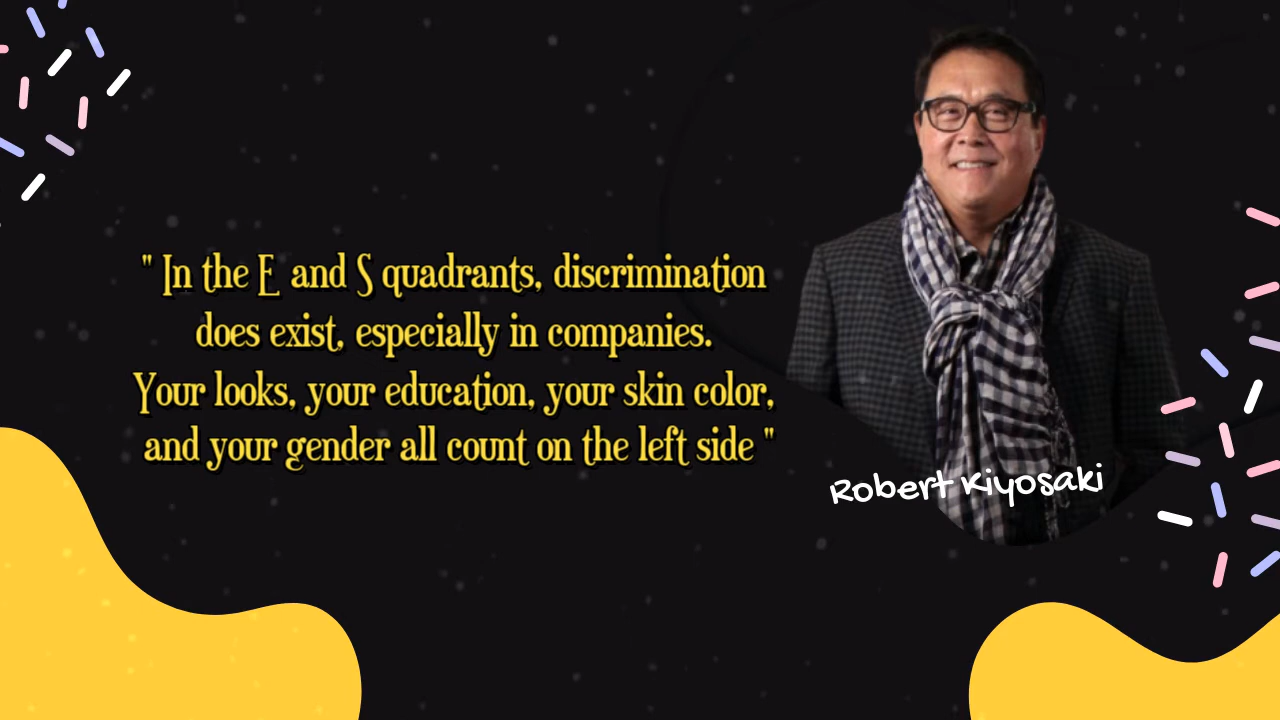 " In the E and S quadrants, discrimination
does exist, especially in companies.
Your looks, your education, your skin color,
and your gender all count on the left side "
Robert Kiyosaki